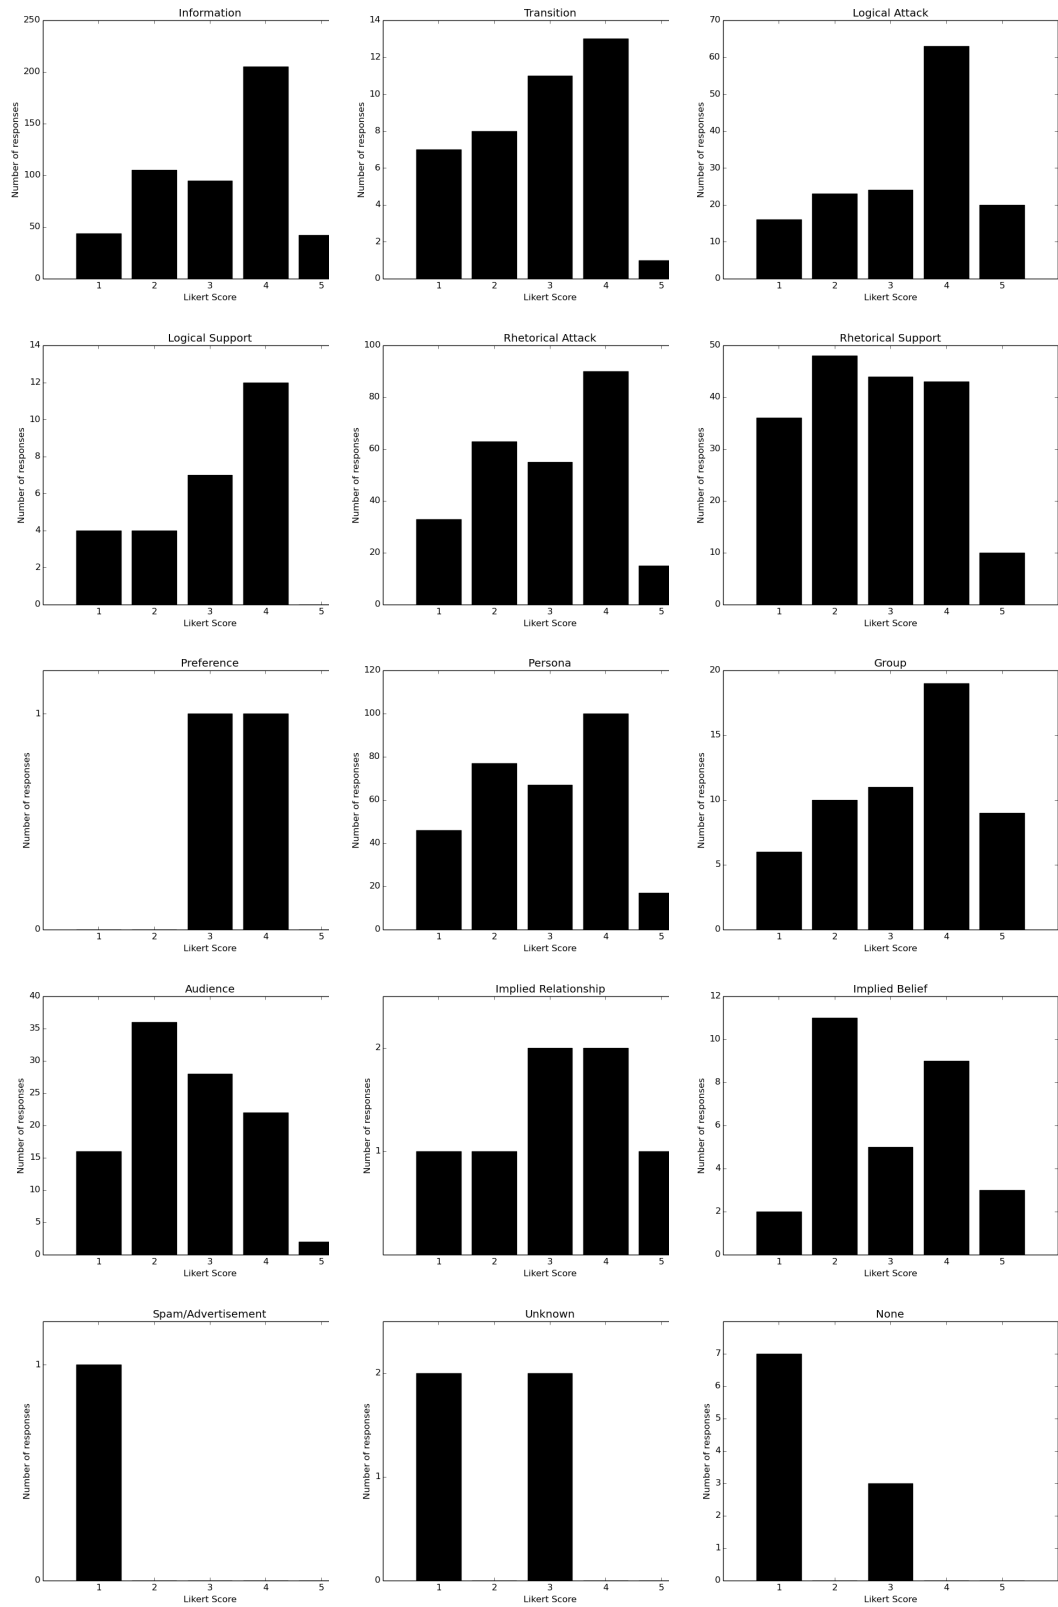 Information
Number of responses
250
200
150
100
50
0
1 2 3 4 5
Likert Score
Transition
Number of responses
14
12
10
8
6
4
2
0
1 2 3 4 5
Likert Score
Logical Attack
Number of responses
70
60
50
40
30
20
10
0
1 2 3 4 5
Likert Score
Logical Support
Number of responses
14
12
10
8
6
4
2
0
1 2 3 4 5
Likert Score
Rhetorical Attack
Number of responses
100
80
60
40
20
0
1 2 3 4 5
Likert Score
Rhetorical Support
Number of responses
50
40
30
20
10
0
1 2 3 4 5
Likert Score
Preference
Number of responses
1
0
1 2 3 4 5
Likert Score
Persona
Number of responses
120
100
80
60
40
20
0
1 2 3 4 5
Likert Score
Group
Number of responses
20
15
10
5
0
1 2 3 4 5
Likert Score
Audience
Number of responses
40
35
30
25
20
15
10
5
0
1 2 3 4 5
Likert Score
Implied Relationship
Number of responses
2
1
1 2 3 4 5
Likert Score
Implied Belief
Number of responses
12
10
8
6
4
2
0
1 2 3 4 5
Likert Score
Spam/Advertisement
Number of responses
1
0
1 2 3 4 5
Likert Score
Unknown
Number of responses
2
1
0
1 2 3 4 5
Likert Score
None
Number of responses
7
6
5
4
3
2
1
0
1 2 3 4 5
Likert Score